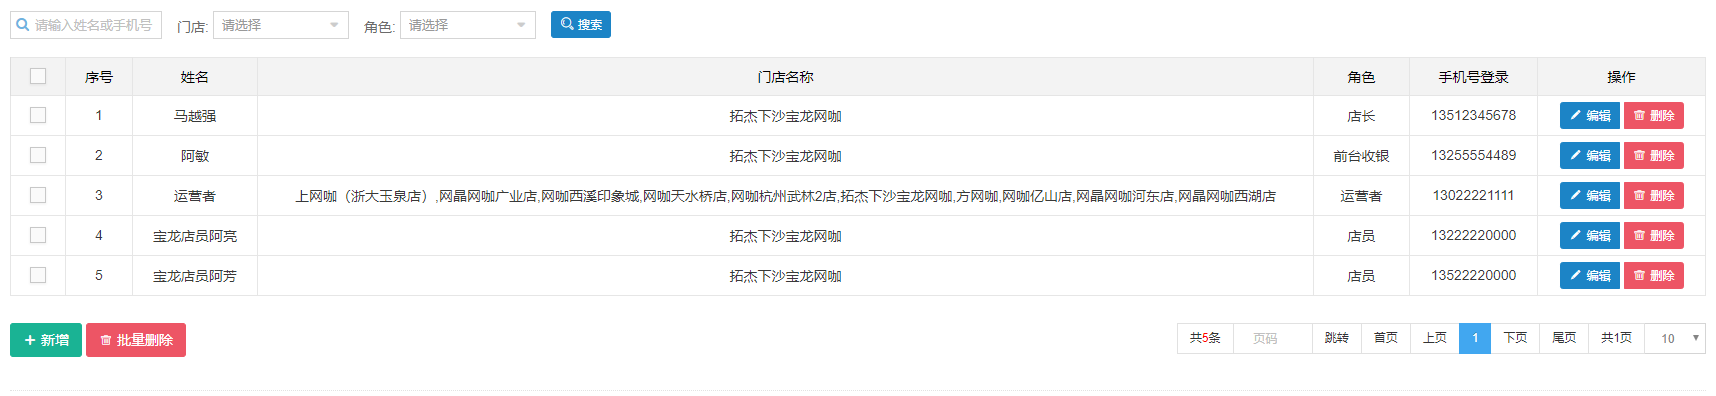 请输入姓名或手机号 门店: 请选择 角色: 请选择 搜索
序号 姓名 门店名称 角色 手机号登录 操作
1 马越强 拓杰下沙宝龙网咖 店长 13512345678 编辑 删除
2 阿敏 拓杰下沙宝龙网咖 前台收银 13255554489 编辑 删除
3 运营者 上网咖（浙大玉泉店）,网晶网咖广业店,网咖西溪印象城,网咖天水桥店,网咖杭州武林2店,拓杰下沙宝龙网咖,方网咖,网咖亿山店,网晶网咖河东店,网晶网咖西湖店 运营者 13022221111 编辑 删除
4 宝龙店员阿亮 拓杰下沙宝龙网咖 店员 13222220000 编辑 删除
5 宝龙店员阿芳 拓杰下沙宝龙网咖 店员 13522220000 编辑 删除
新增 批量删除 共5条 页码 跳转 首页 上页 1 下页 尾页 共1页 10